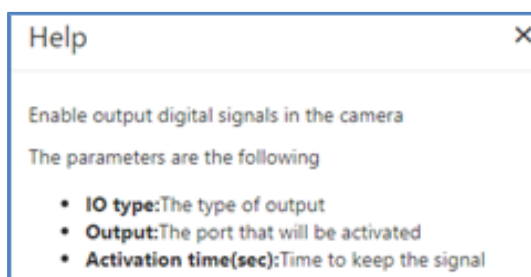 Help
Enable output digital signals in the camera
The parameters are the following
IO type:The type of output
Output:The port that will be activated
Activation time(sec):Time to keep the signal